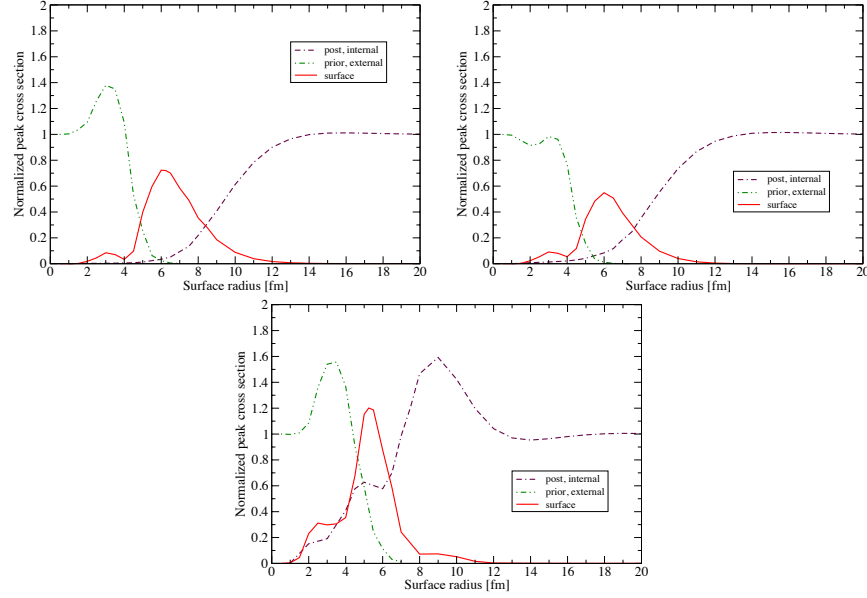 2
1.8
1.6
1.4
1.2
1
0.8
0.6
0.4
0.2
0
Normalized peak cross section
post, internal
prior, external
surface
0 2 4 6 8 10 12 14 16 18 20
Surface radius [fm]
2
1.8
1.6
1.4
1.2
1
0.8
0.6
0.4
0.2
0
Normalized peak cross section
post, internal
prior, external
surface
0 2 4 6 8 10 12 14 16 18 20
Surface radius [fm]
2
1.8
1.6
1.4
1.2
1
0.8
0.6
0.4
0.2
0
Normalized peak cross section
post, internal
prior, external
surface
0 2 4 6 8 10 12 14 16 18 20
Surface radius [fm]